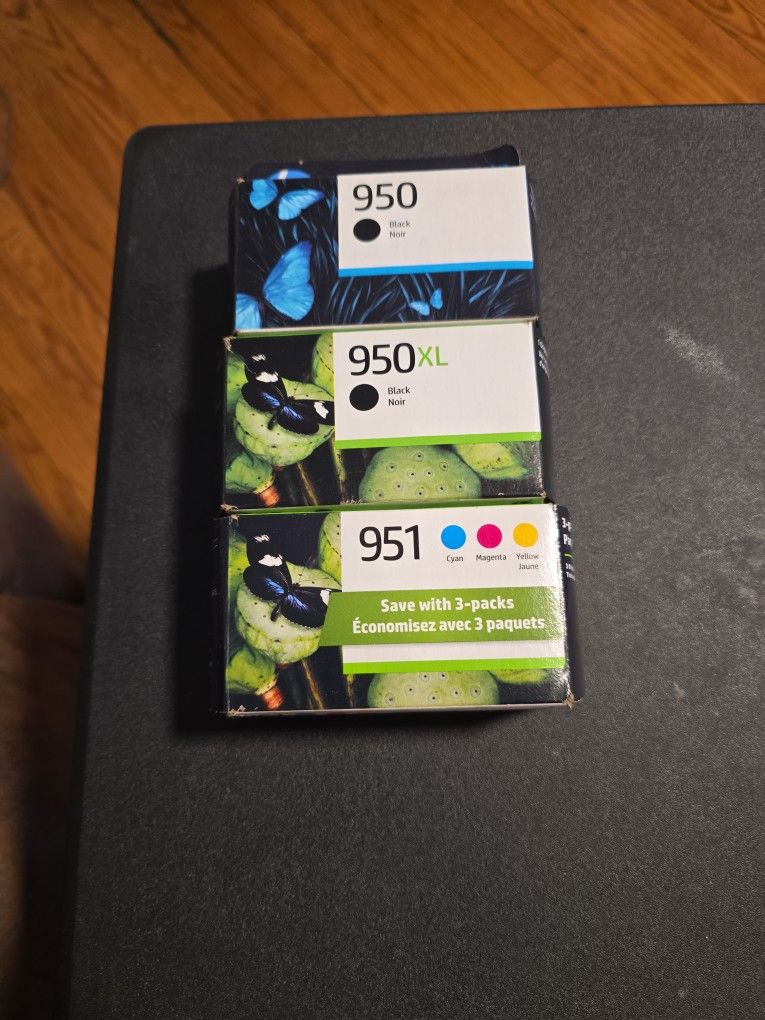 950
Black
Noir
950XL
Black
Noir
951
Cyan
Magenta
Yellow
Jaune
Save with 3-packs
Économisez avec 3 paquets